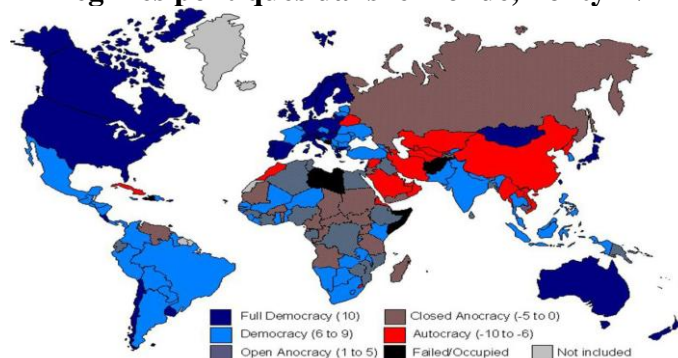 Full Democracy (10) Closed Anocracy (-5 to 0)
Democracy (6 to 9) Autocracy (-10 to -6)
Open Anocracy (1 to 5) Failed/Occupied Not included